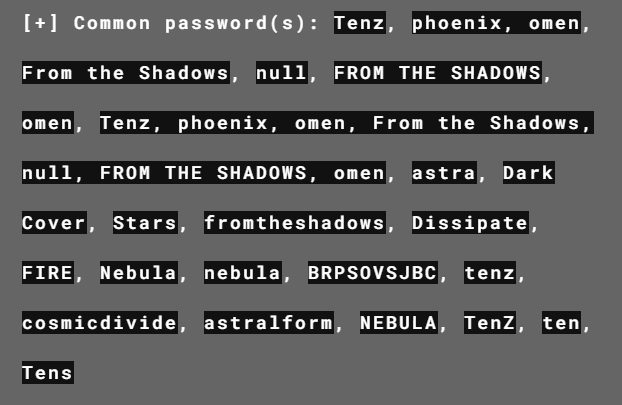 [+] Common password(s): Tenz, phoenix, omen,
From the Shadows, null, FROM THE SHADOWS,
omen, Tenz, phoenix, omen, From the Shadows,
null, FROM THE SHADOWS, omen, astra, Dark
Cover, Stars, fromtheshadows, Dissipate,
FIRE, Nebula, nebula, BRPSOVSJBC, tenz,
cosmicdivide, astralform, NEBULA, TenZ, ten,
Tens